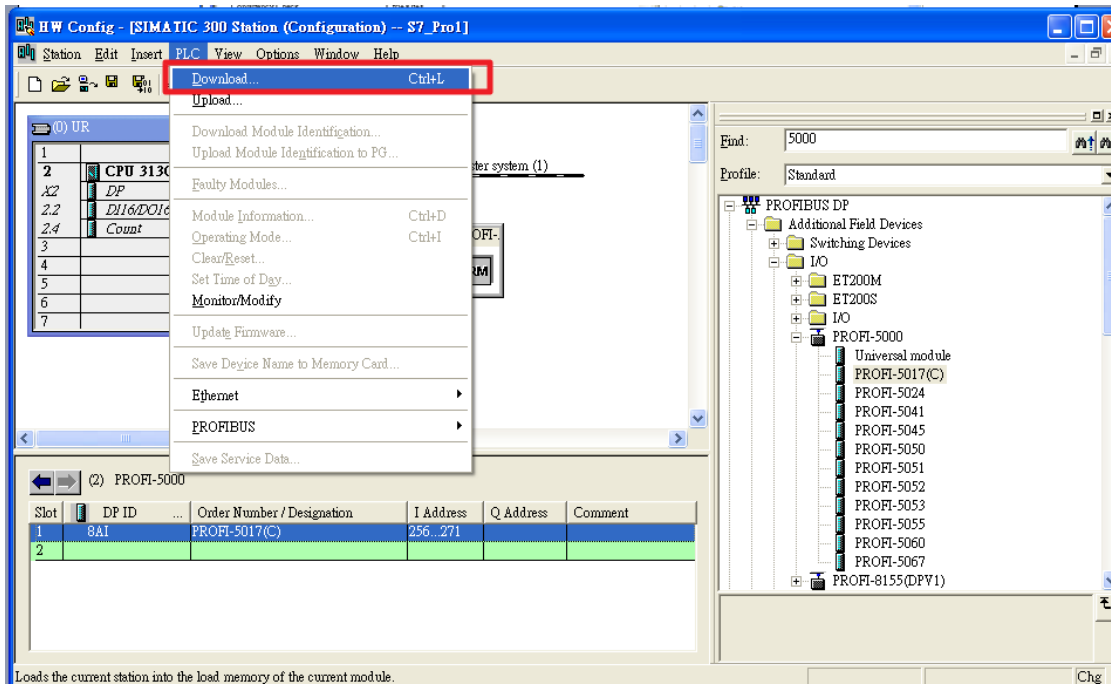 HW Config - [SIMATIC 300 Station (Configuration) -- S7_Pro1]
Station Edit Insert PLC View Options Window Help
Download... Ctrl+L
Upload...
Download Module Identification...
Upload Module Identification to PG...
Faulty Modules...
Module Information... Ctrl+D
Operating Mode... Ctrl+I
Clear/Reset...
Set Time of Day...
Monitor/Modify
Update Firmware...
Save Device Name to Memory Card...
Ethernet
PROFIBUS
Save Service Data...
(0) UR
1
2 CPU 313C
X2 DP
2.2 DI16/DO16
2.4 Count
3
4
5
6
7
ter system (1)
OFI-
RM
Find: 5000
Profile: Standard
PROFIBUS DP
Additional Field Devices
Switching Devices
I/O
ET200M
ET200S
I/O
PROFI-5000
Universal module
PROFI-5017(C)
PROFI-5024
PROFI-5041
PROFI-5045
PROFI-5050
PROFI-5051
PROFI-5052
PROFI-5053
PROFI-5055
PROFI-5060
PROFI-5067
PROFI-8155(DPV1)
(2) PROFI-5000
Slot DP ID ... Order Number / Designation I Address Q Address Comment
1 8AI PROFI-5017(C) 256...271
2
Loads the current station into the load memory of the current module. Chg